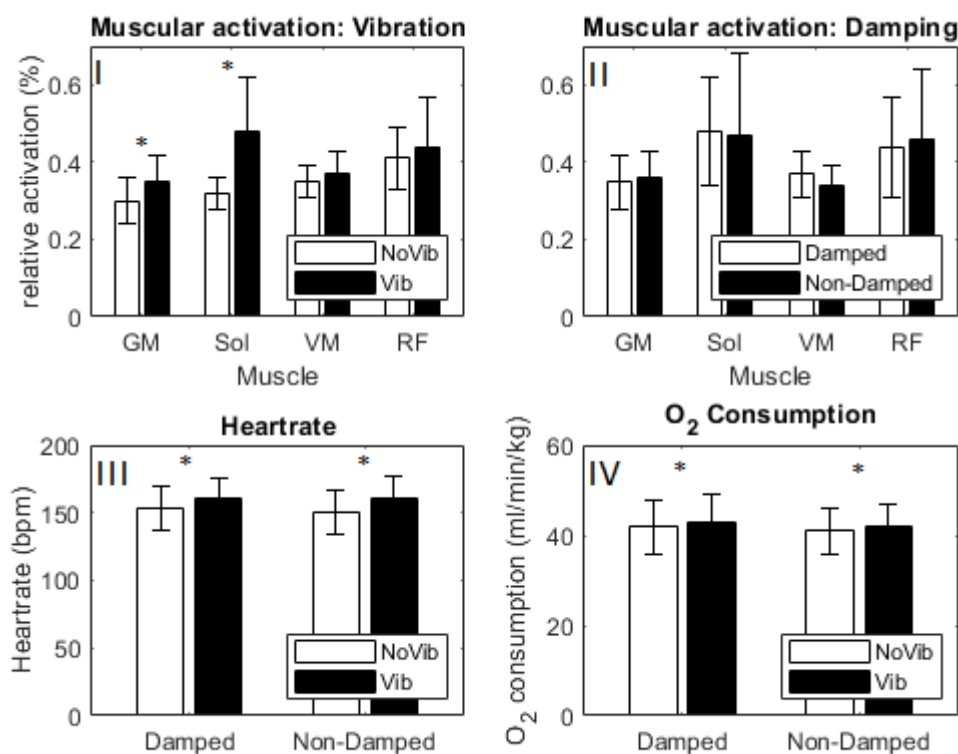 Muscular activation: Vibration
I
*
*
relative activation (%)
0.6
0.4
0.2
0
NoVib
Vib
GM Sol VM RF
Muscle
Muscular activation: Damping
II
0.6
0.4
0.2
0
Damped
Non-Damped
GM Sol VM RF
Muscle
Heartrate
III
*
*
Heartrate (bpm)
200
150
100
50
0
NoVib
Vib
Damped Non-Damped
O2 Consumption
IV
*
*
O2 consumption (ml/min/kg)
60
40
20
0
NoVib
Vib
Damped Non-Damped